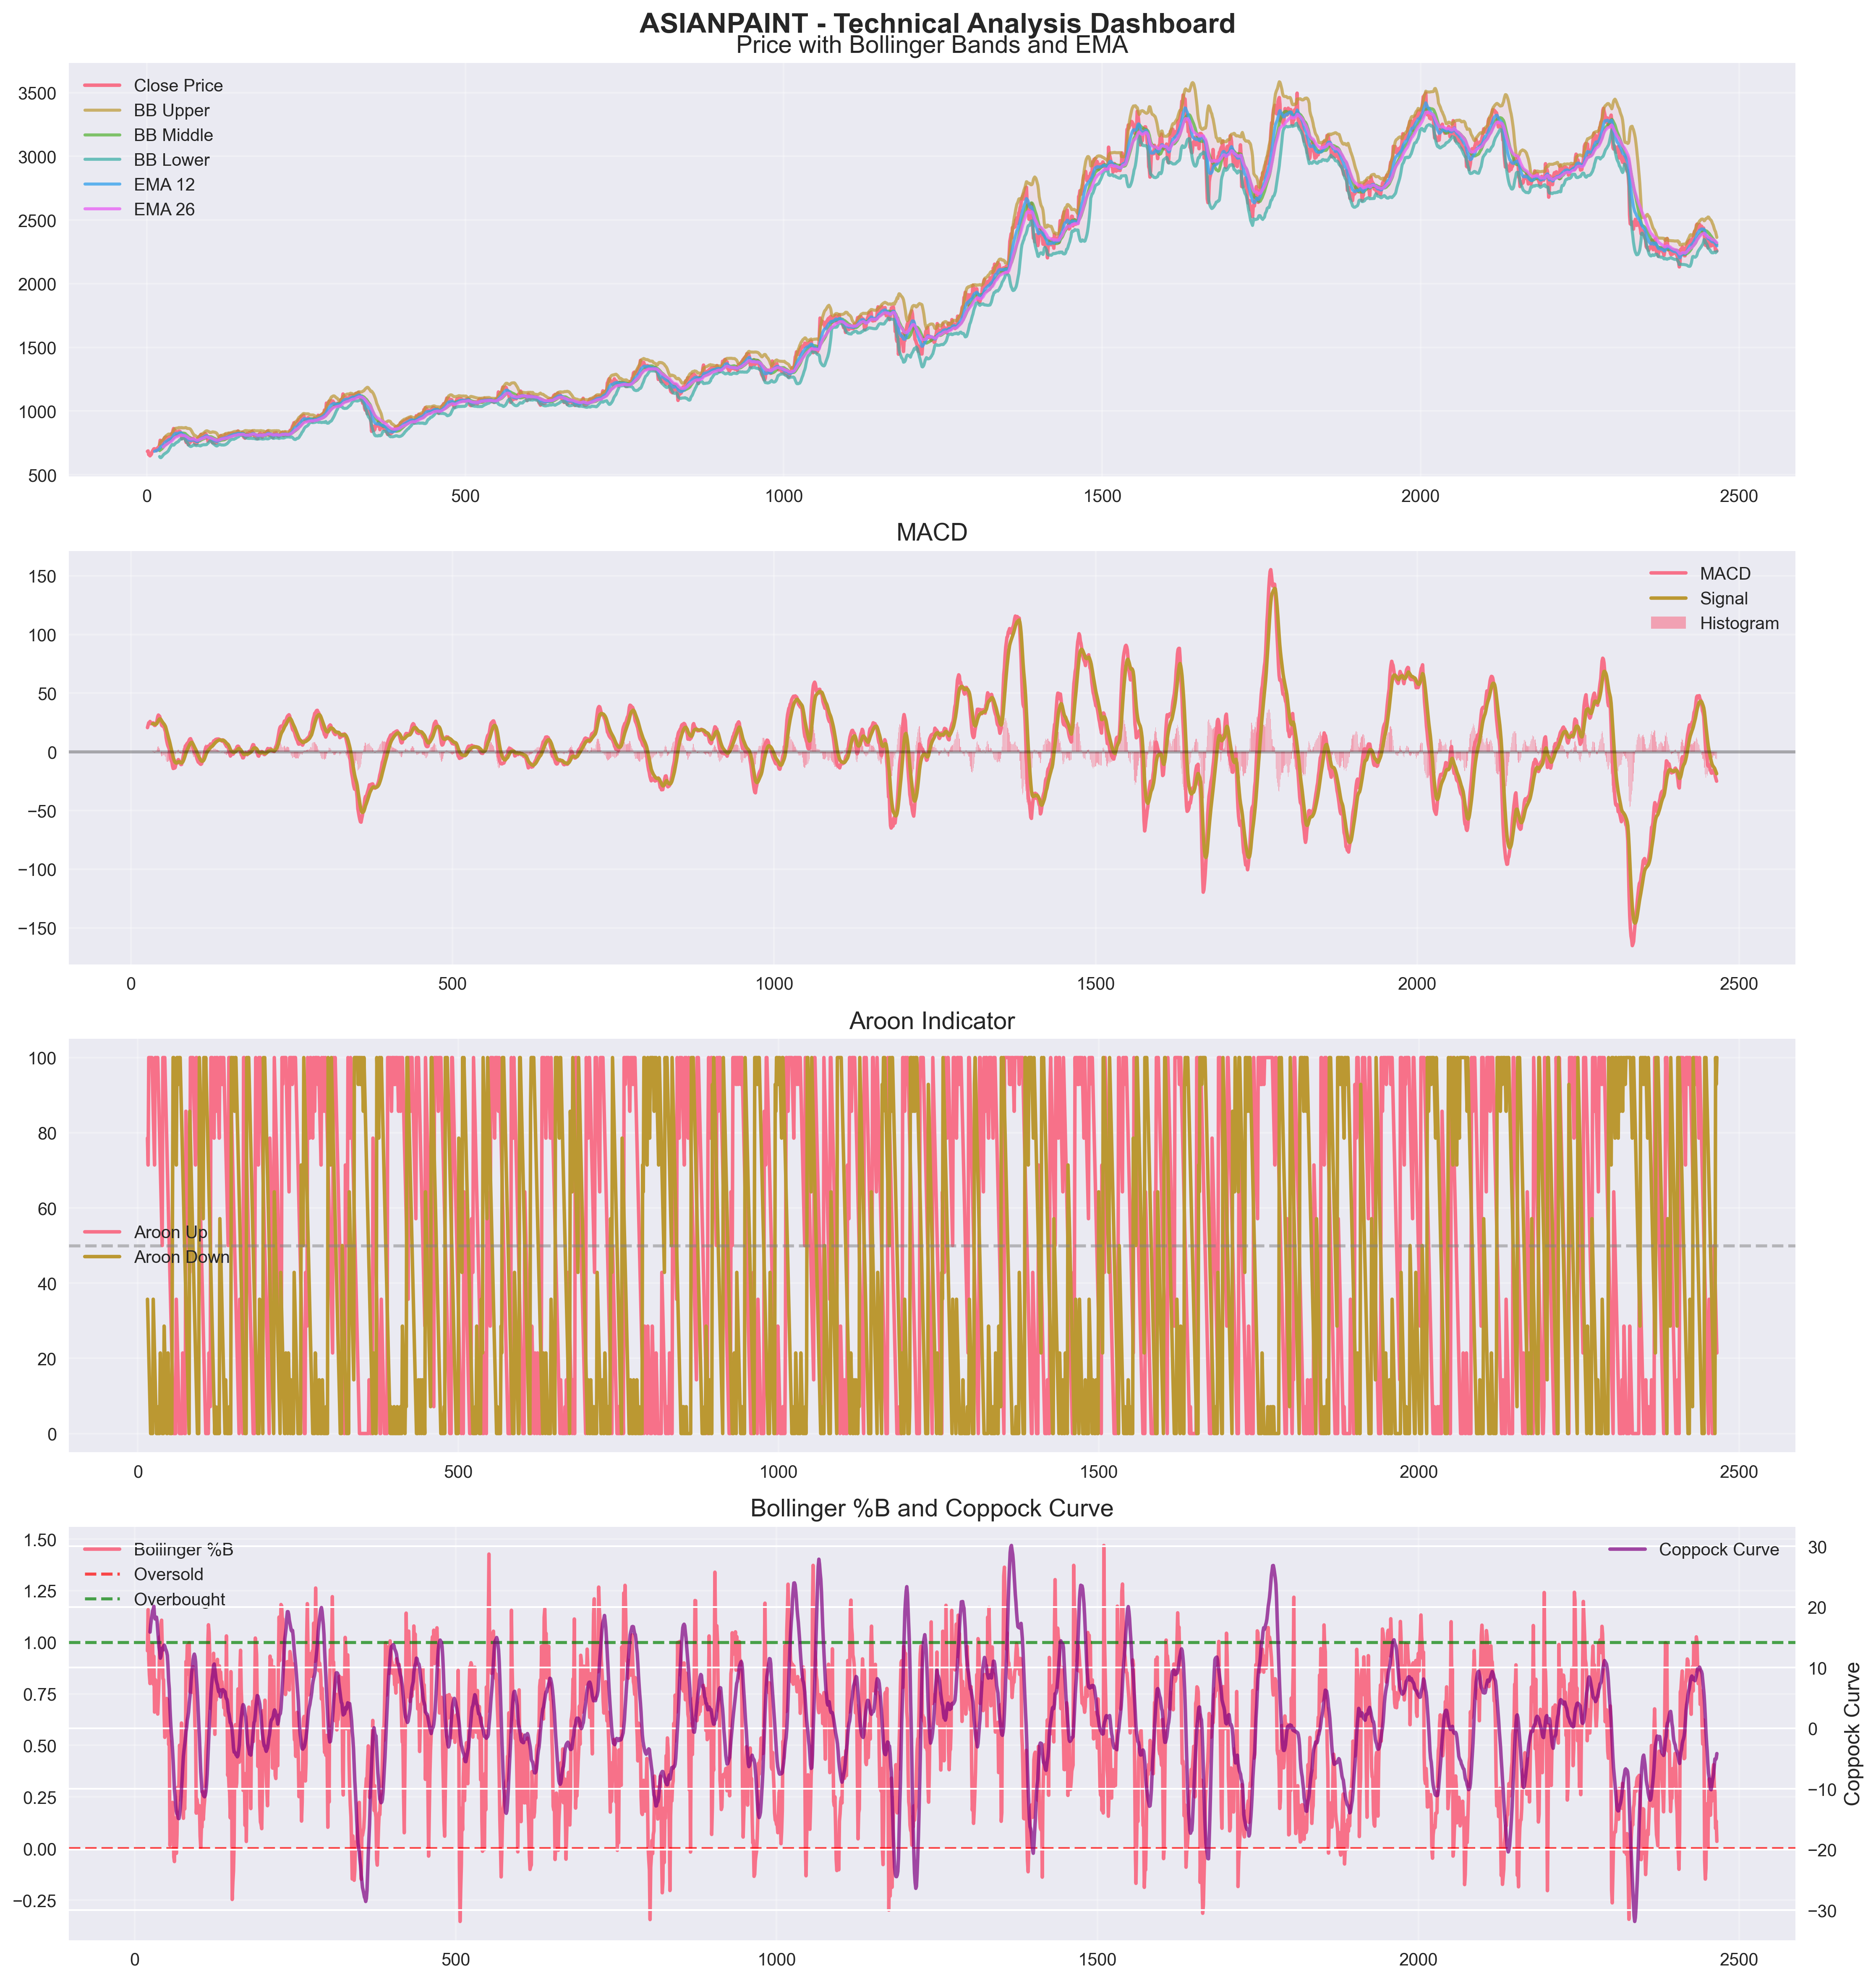 ASIANPAINT - Technical Analysis Dashboard
Price with Bollinger Bands and EMA
Close Price
BB Upper
BB Middle
BB Lower
EMA 12
EMA 26
3500
3000
2500
2000
1500
1000
500
0 500 1000 1500 2000 2500
MACD
MACD
Signal
Histogram
150
100
50
0
−50
−100
−150
0 500 1000 1500 2000 2500
Aroon Indicator
100
80
60
40
20
0
Aroon Up
Aroon Down
0 500 1000 1500 2000 2500
Bollinger %B and Coppock Curve
Bollinger %B
Oversold
Overbought
Coppock Curve
1.50
1.25
1.00
0.75
0.50
0.25
0.00
−0.25
30
20
10
0
−10
−20
−30
Coppock Curve
0 500 1000 1500 2000 2500